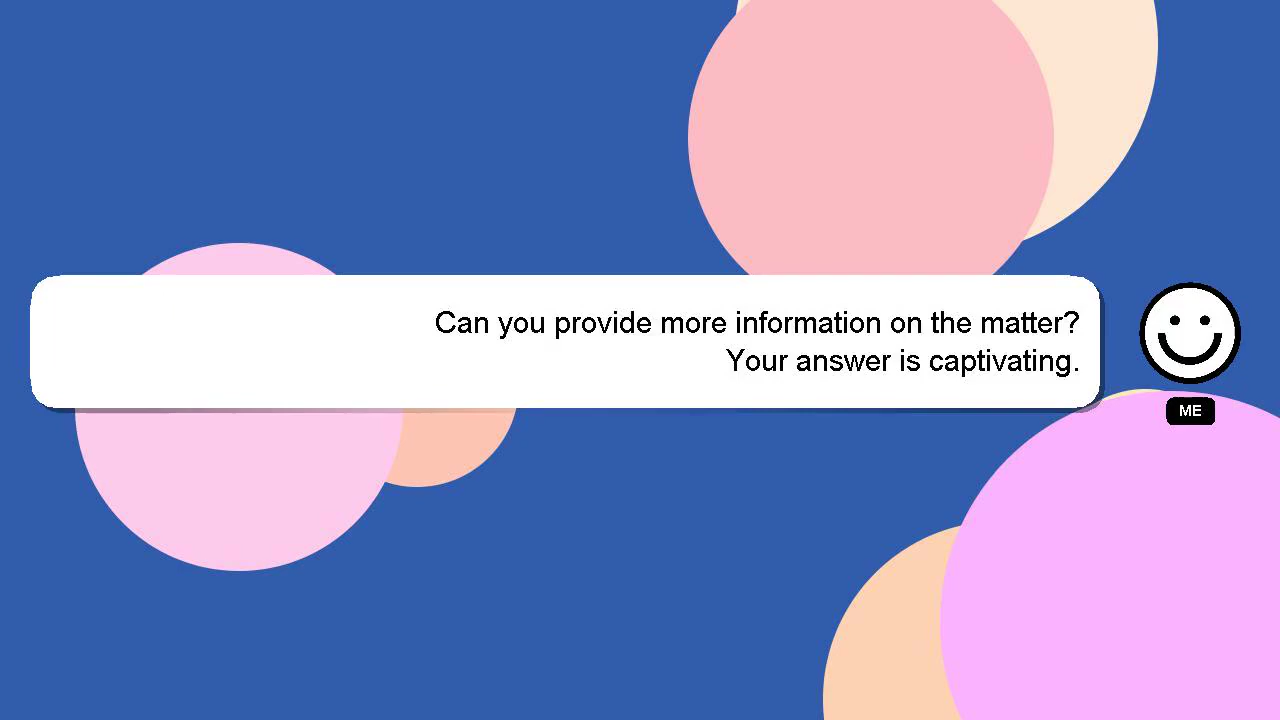 Can you provide more information on the matter?
Your answer is captivating.
ME